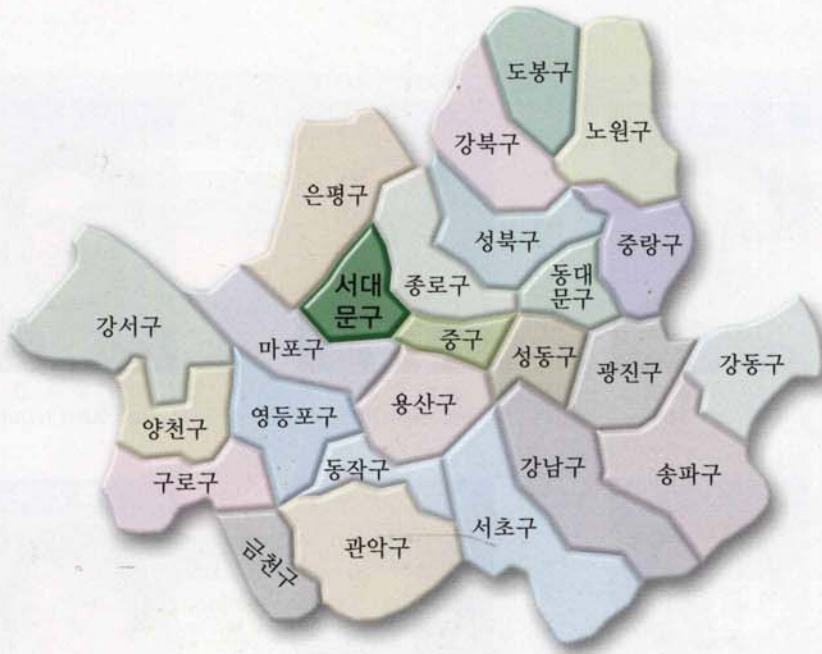 도봉구
노원구
강북구
은평구
성북구
중랑구
서대
문구
종로구
동대
문구
강서구
마포구
중구
성동구
광진구
강동구
양천구
영등포구
용산구
구로구
동작구
강남구
송파구
금천구
관악구
서초구